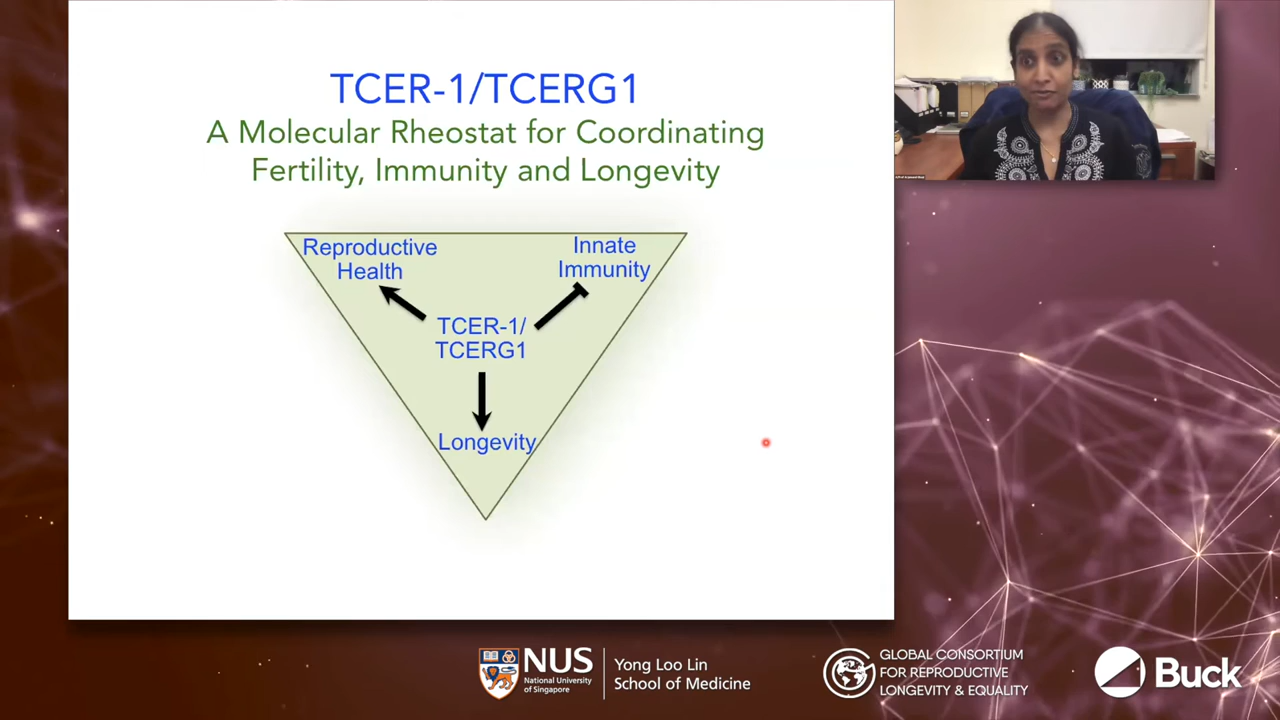 TCER-1/TCERG1
A Molecular Rheostat for Coordinating
Fertility, Immunity and Longevity
Reproductive
Health
Innate
Immunity
TCER-1/
TCERG1
Longevity
NUS
National University
of Singapore
Yong Loo Lin
School of Medicine
GLOBAL CONSORTIUM
FOR REPRODUCTIVE
LONGEVITY & EQUALITY
Buck